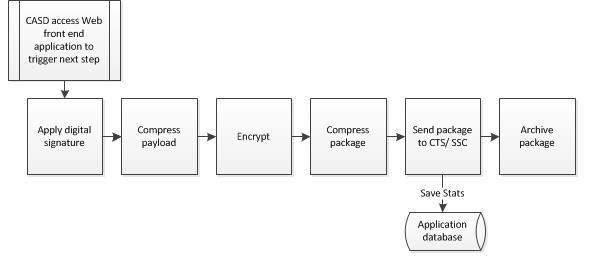 CASD access Web
front end
application to
trigger next step
Apply digital
signature
Compress
payload
Encrypt
Compress
package
Send package
to CTS/ SSC
Archive
package
Save Stats
Application
database